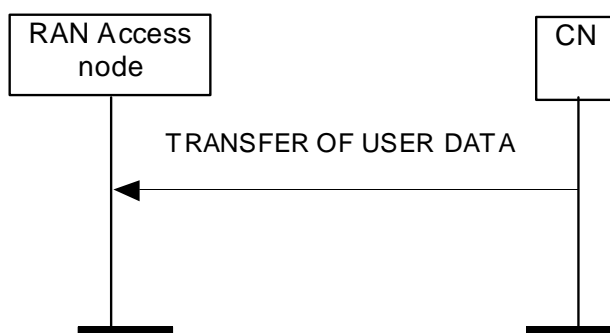 RAN Access
node
CN
TRANSFER OF USER DATA